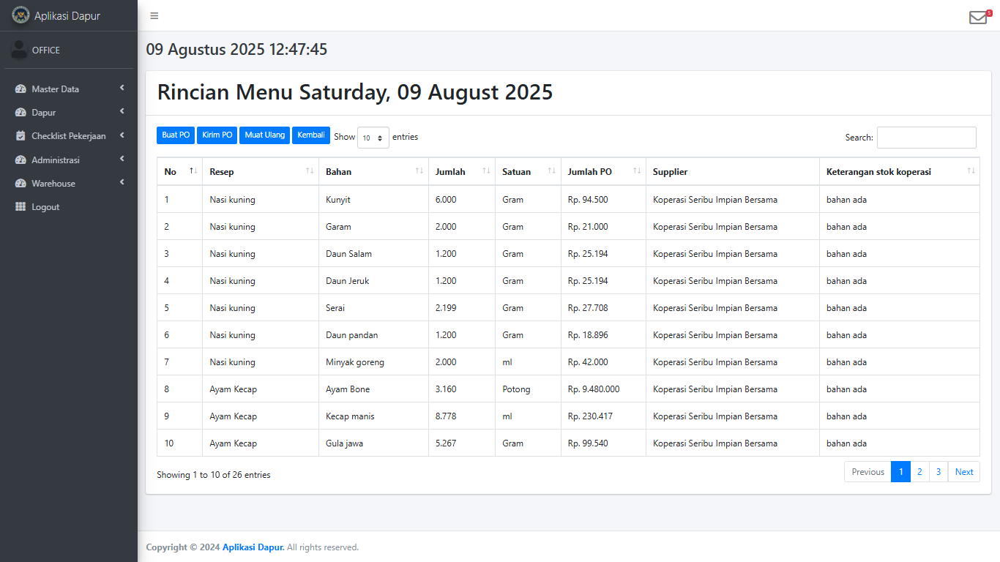 Aplikasi Dapur
5
OFFICE
09 Agustus 2025 12:47:45
Master Data
Dapur
Checklist Pekerjaan
Administrasi
Warehouse
Logout
Rincian Menu Saturday, 09 August 2025
Buat PO Kirim PO Muat Ulang Kembali Show 10 entries Search:
No Resep Bahan Jumlah Satuan Jumlah PO Supplier Keterangan stok koperasi
1 Nasi kuning Kunyit 6.000 Gram Rp. 94.500 Koperasi Seribu Impian Bersama bahan ada
2 Nasi kuning Garam 2.000 Gram Rp. 21.000 Koperasi Seribu Impian Bersama bahan ada
3 Nasi kuning Daun Salam 1.200 Gram Rp. 25.194 Koperasi Seribu Impian Bersama bahan ada
4 Nasi kuning Daun Jeruk 1.200 Gram Rp. 25.194 Koperasi Seribu Impian Bersama bahan ada
5 Nasi kuning Serai 2.199 Gram Rp. 27.708 Koperasi Seribu Impian Bersama bahan ada
6 Nasi kuning Daun pandan 1.200 Gram Rp. 18.896 Koperasi Seribu Impian Bersama bahan ada
7 Nasi kuning Minyak goreng 2.000 ml Rp. 42.000 Koperasi Seribu Impian Bersama bahan ada
8 Ayam Kecap Ayam Bone 3.160 Potong Rp. 9.480.000 Koperasi Seribu Impian Bersama bahan ada
9 Ayam Kecap Kecap manis 8.778 ml Rp. 230.417 Koperasi Seribu Impian Bersama bahan ada
10 Ayam Kecap Gula jawa 5.267 Gram Rp. 99.540 Koperasi Seribu Impian Bersama bahan ada
Showing 1 to 10 of 26 entries Previous 1 2 3 Next
Copyright © 2024 Aplikasi Dapur. All rights reserved.